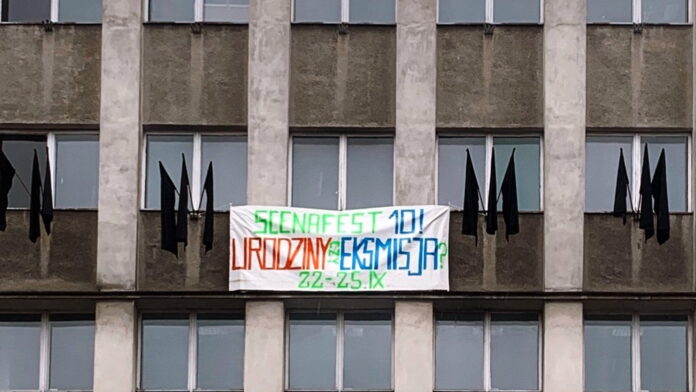 SCENAFEST 10!
URODZINY CZY EKSMISJA?
22-25.IX